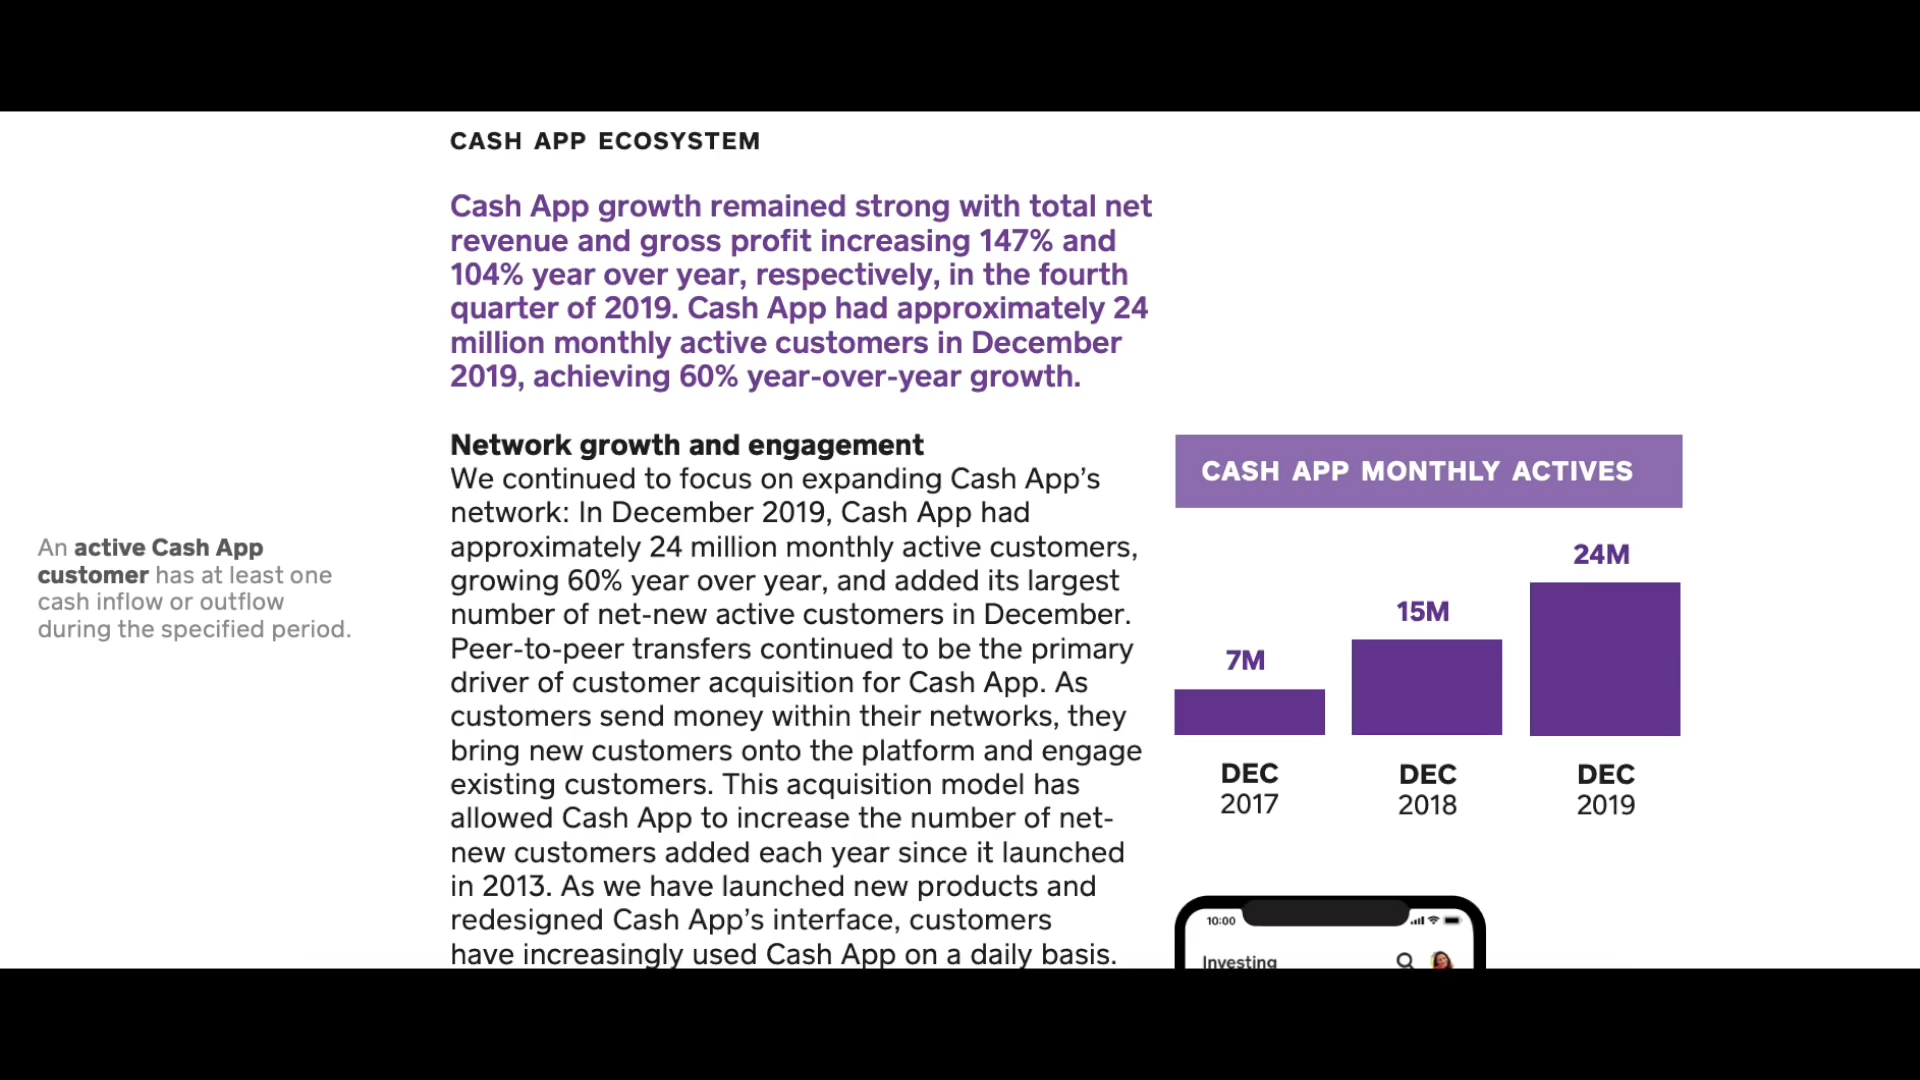 CASH APP ECOSYSTEM
Cash App growth remained strong with total net
revenue and gross profit increasing 147% and
104% year over year, respectively, in the fourth
quarter of 2019. Cash App had approximately 24
million monthly active customers in December
2019, achieving 60% year-over-year growth.
An active Cash App
customer has at least one
cash inflow or outflow
during the specified period.
Network growth and engagement
We continued to focus on expanding Cash App’s
network: In December 2019, Cash App had
approximately 24 million monthly active customers,
growing 60% year over year, and added its largest
number of net-new active customers in December.
Peer-to-peer transfers continued to be the primary
driver of customer acquisition for Cash App. As
customers send money within their networks, they
bring new customers onto the platform and engage
existing customers. This acquisition model has
allowed Cash App to increase the number of net-
new customers added each year since it launched
in 2013. As we have launched new products and
redesigned Cash App’s interface, customers
have increasingly used Cash App on a daily basis.
CASH APP MONTHLY ACTIVES
7M
15M
24M
DEC
2017
DEC
2018
DEC
2019
10:00
Investing